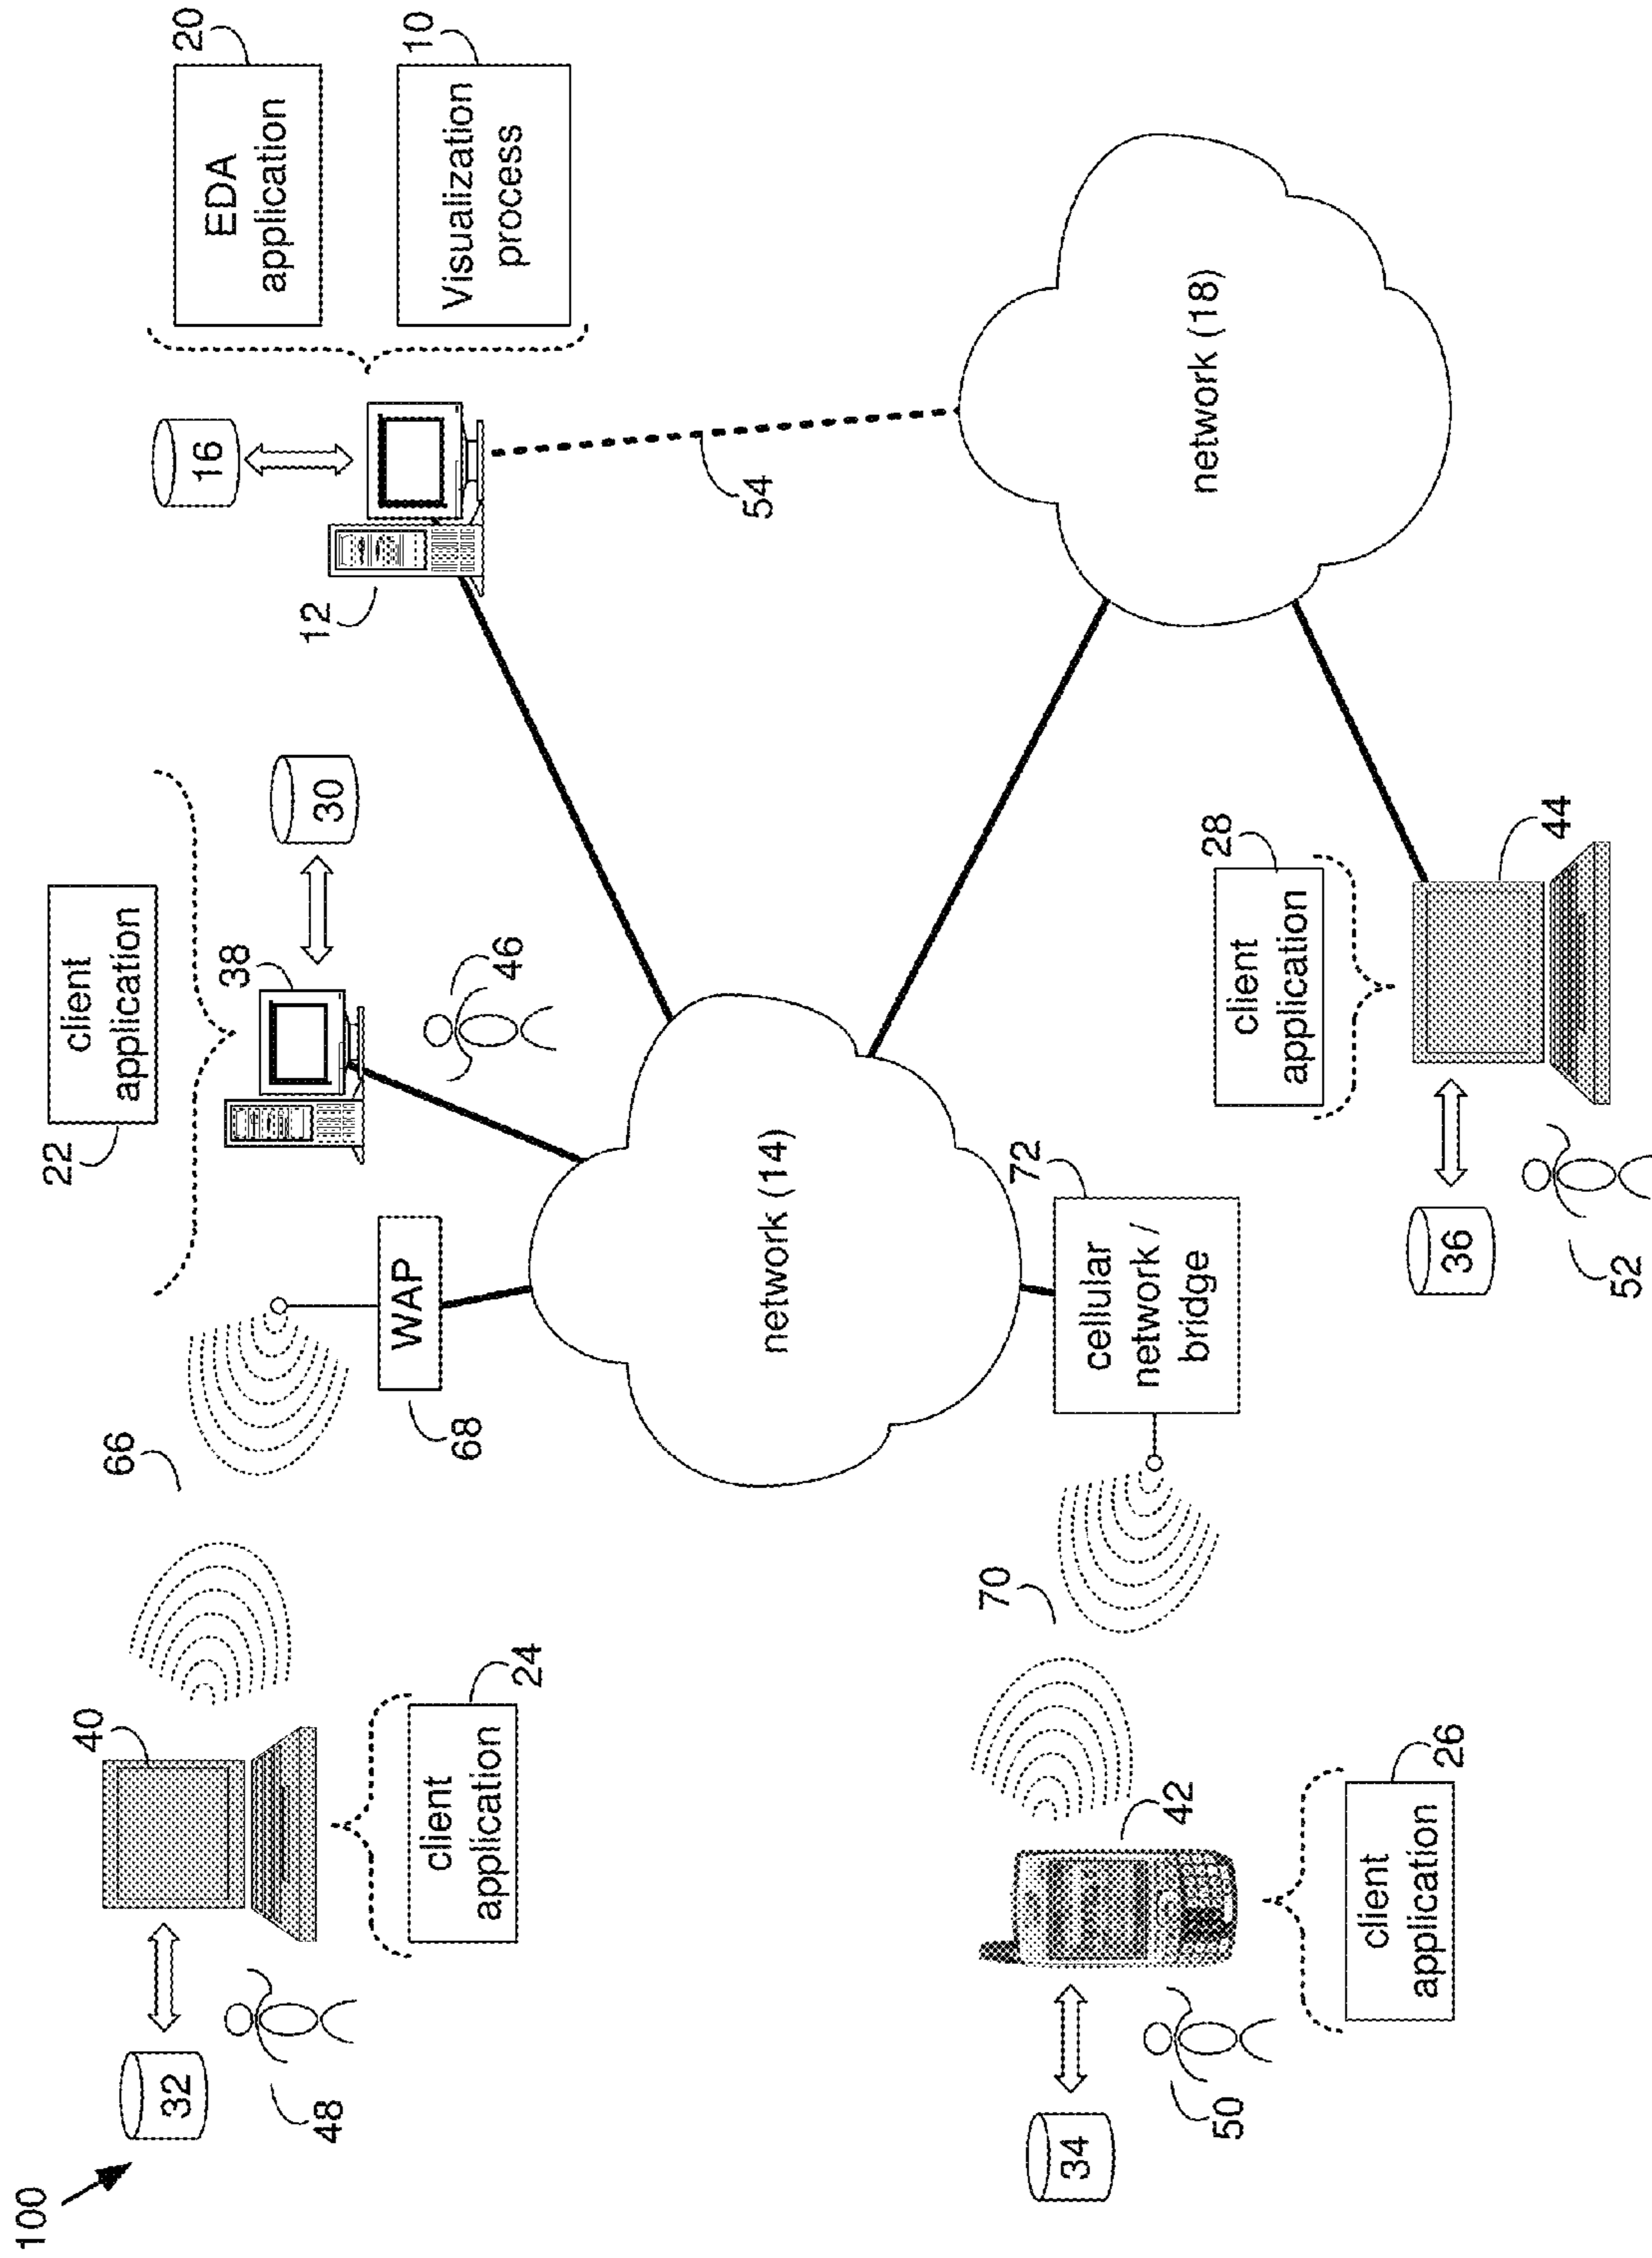 100
32
48
40
client
application
24
66
WAP
68
client
application
22
38
30
46
16
12
EDA
application
20
Visualization
process
10
54
network (14)
network (18)
34
50
42
client
application
26
70
cellular
network /
bridge
72
36
52
client
application
28
44